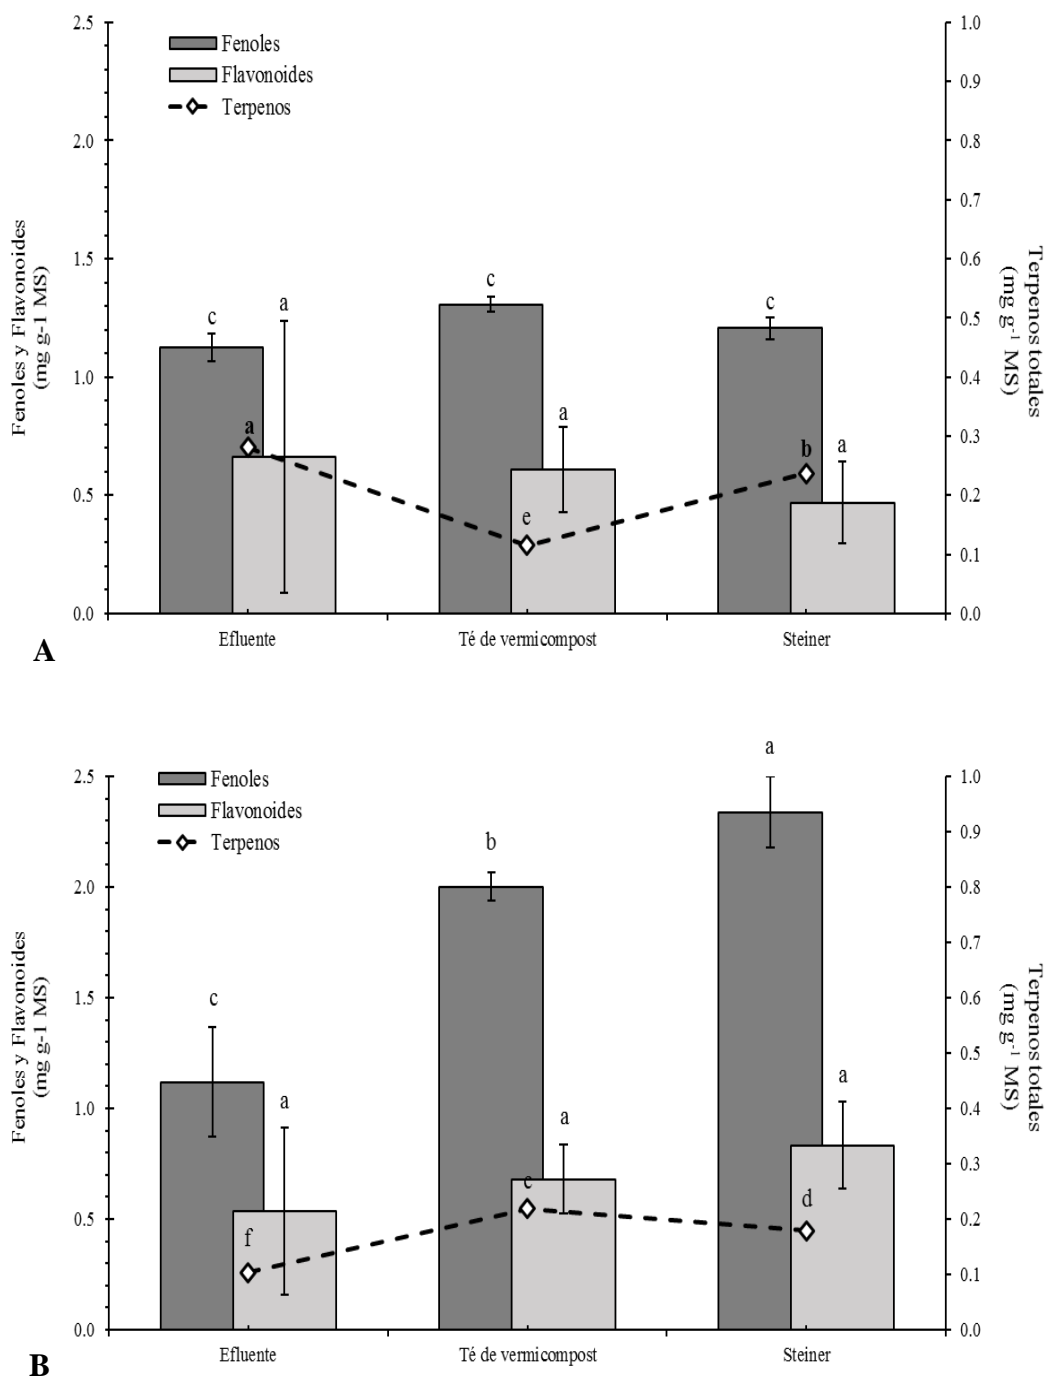 2.5
2.0
1.5
1.0
0.5
0.0
Fenoles y Flavonoides
(mg g-1 MS)
Fenoles
Flavonoides
Terpenos
c
a
a
c
a
e
c
b
a
1.0
0.9
0.8
0.7
0.6
0.5
0.4
0.3
0.2
0.1
0.0
Terpenos totales
(mg g-1 MS)
Efluente
Té de vermicompost
Steiner
A
2.5
2.0
1.5
1.0
0.5
0.0
Fenoles y Flavonoides
(mg g-1 MS)
Fenoles
Flavonoides
Terpenos
c
a
f
b
a
c
a
a
d
1.0
0.9
0.8
0.7
0.6
0.5
0.4
0.3
0.2
0.1
0.0
Terpenos totales
(mg g-1 MS)
Efluente
Té de vermicompost
Steiner
B